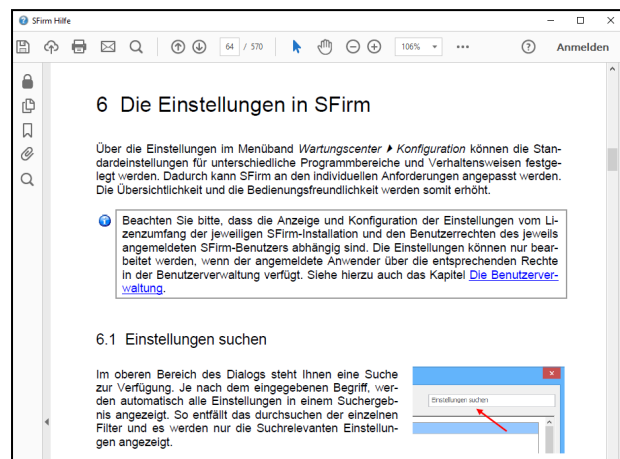 SFirm Hilfe
64 / 570
106%
Anmelden
6 Die Einstellungen in SFirm
Über die Einstellungen im Menüband Wartungscenter ▶ Konfiguration können die Stan-
dardeinstellungen für unterschiedliche Programmbereiche und Verhaltensweisen festge-
legt werden. Dadurch kann SFirm an den individuellen Anforderungen angepasst werden.
Die Übersichtlichkeit und die Bedienungsfreundlichkeit werden somit erhöht.
Beachten Sie bitte, dass die Anzeige und Konfiguration der Einstellungen vom Li-
zenzumfang der jeweiligen SFirm-Installation und den Benutzerrechten des jeweils
angemeldeten SFirm-Benutzers abhängig sind. Die Einstellungen können nur bear-
beitet werden, wenn der angemeldete Anwender über die entsprechenden Rechte
in der Benutzerverwaltung verfügt. Siehe hierzu auch das Kapitel Die Benutzerver-
waltung.
6.1 Einstellungen suchen
Im oberen Bereich des Dialogs steht Ihnen eine Suche
zur Verfügung. Je nach dem eingegebenen Begriff, wer-
den automatisch alle Einstellungen in einem Suchergeb-
nis angezeigt. So entfällt das durchsuchen der einzelnen
Filter und es werden nur die Suchrelevanten Einstellun-
gen angezeigt.
Einstellungen suchen